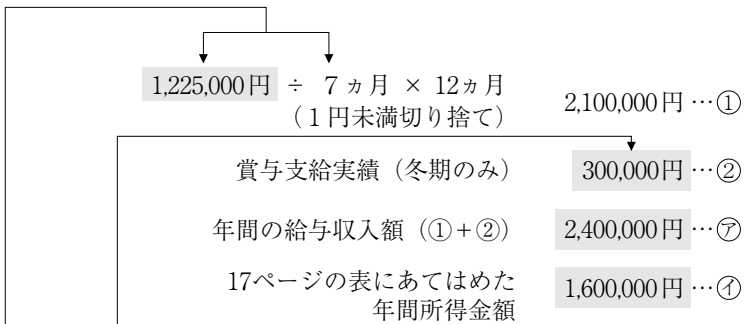 1,225,000円 ÷ 7ヵ月 × 12ヵ月
(1円未満切り捨て) 2,100,000円…①
賞与支給実績(冬期のみ) 300,000円…②
年間の給与収入額(①+②) 2,400,000円…㋐
17ページの表にあてはめた
年間所得金額 1,600,000円…㋑